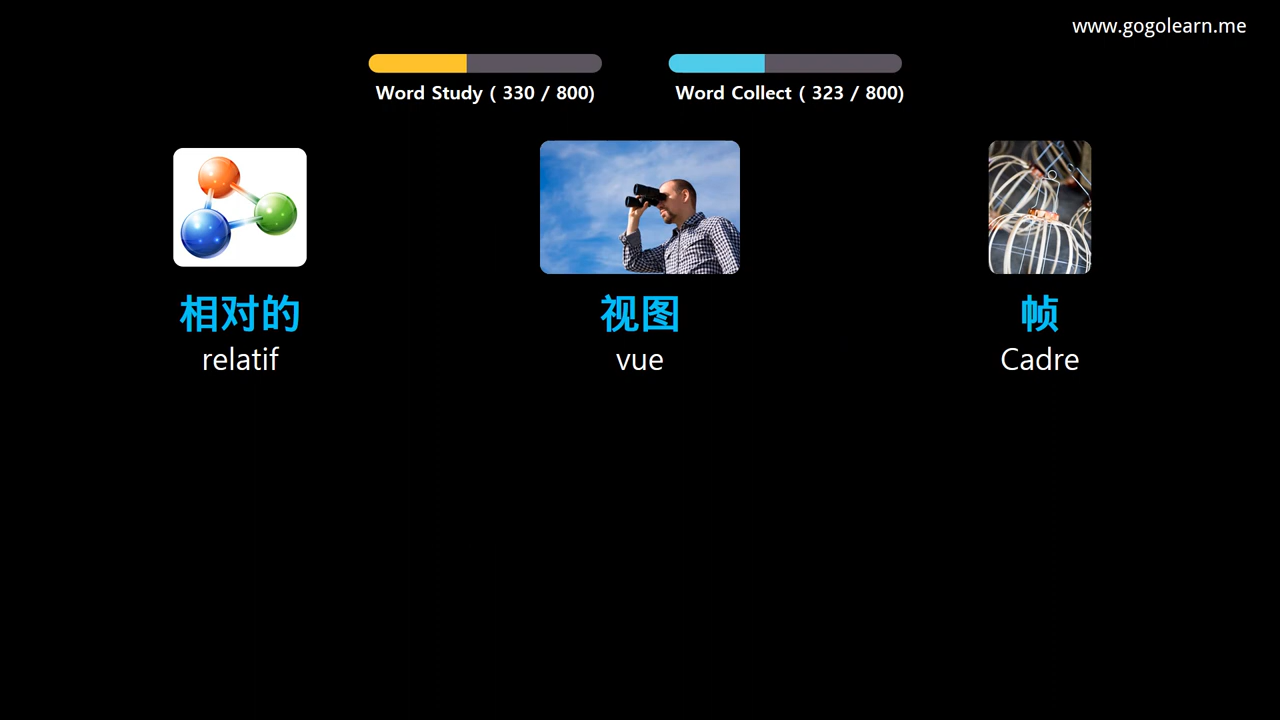 www.gogolearn.me
Word Study ( 330 / 800)
Word Collect ( 323 / 800)
相对的
relatif
视图
vue
帧
Cadre